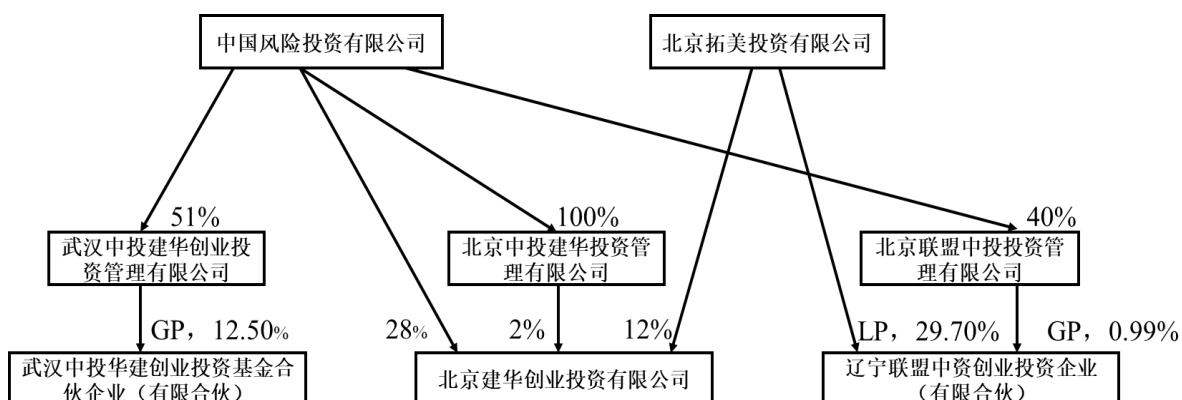 中国风险投资有限公司
北京拓美投资有限公司
51%
100%
40%
武汉中投建华创业投
资管理有限公司
北京中投建华投资管
理有限公司
北京联盟中投投资管
理有限公司
GP，12.50%
28%
2%
12%
LP，29.70%
GP，0.99%
武汉中投华建创业投资基金合
伙企业（有限合伙）
北京建华创业投资有限公司
辽宁联盟中资创业投资企业
（有限合伙）